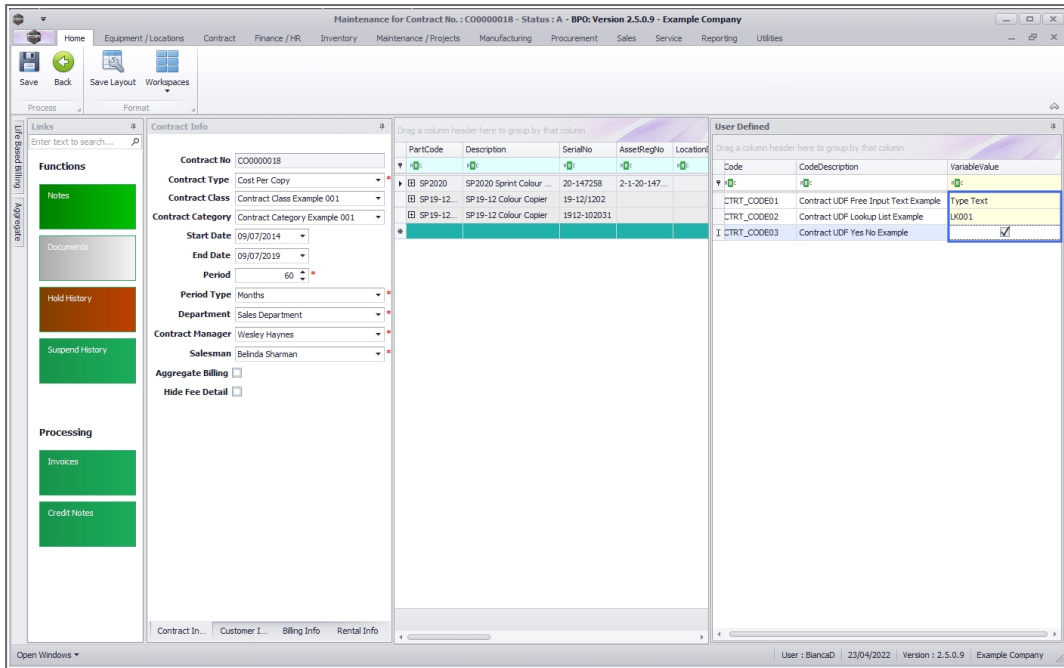 Maintenance for Contract No. : CO0000018 - Status : A - BPO: Version 2.5.0.9 - Example Company
Home Equipment / Locations Contract Finance / HR Inventory Maintenance / Projects Manufacturing Procurement Sales Service Reporting Utilities
Save Back Save Layout Workspaces
Process Format
Life Based Billing
Aggregate
Links
Enter text to search...
Functions
Notes
Documents
Hold History
Suspend History
Processing
Invoices
Credit Notes
Contract Info
Contract No CO0000018
Contract Type Cost Per Copy *
Contract Class Contract Class Example 001
Contract Category Contract Category Example 001
Start Date 09/07/2014
End Date 09/07/2019
Period 60 *
Period Type Months *
Department Sales Department *
Contract Manager Wesley Haynes *
Salesman Belinda Sharman *
Aggregate Billing
Hide Fee Detail
Contract In... Customer I... Billing Info Rental Info
Drag a column header here to group by that column
PartCode Description SerialNo AssetRegNo LocationD
SP2020 SP2020 Sprint Colour ... 20-147258 2-1-20-147...
SP19-12... SP19-12 Colour Copier 19-12/1202
SP19-12... SP19-12 Colour Copier 1912-102031
User Defined
Drag a column header here to group by that column
Code CodeDescription VariableValue
CTRT_CODE01 Contract UDF Free Input Text Example Type Text
CTRT_CODE02 Contract UDF Lookup List Example LK001
CTRT_CODE03 Contract UDF Yes No Example
Open Windows
User : BiancaD 23/04/2022 Version : 2.5.0.9 Example Company